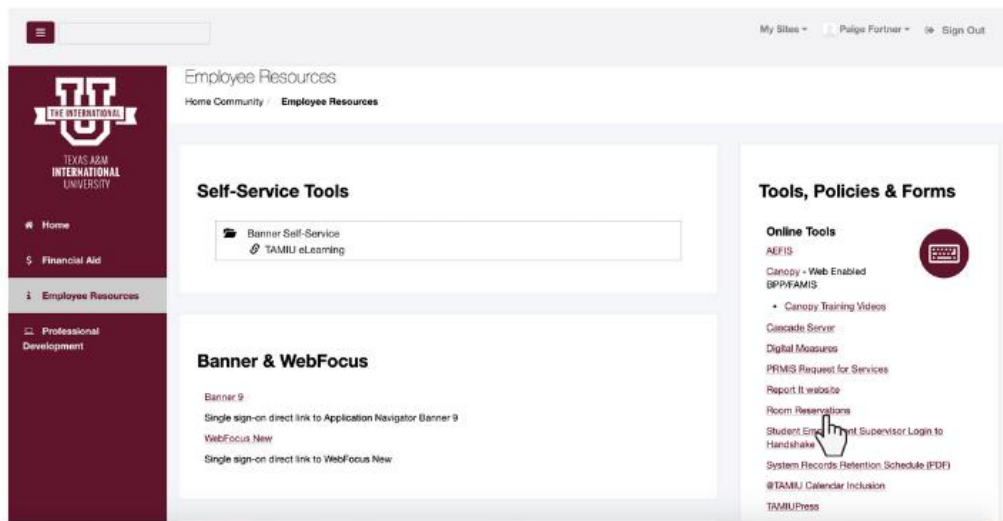 My Sites
Paige Fortner
Sign Out
THE INTERNATIONAL
TEXAS A&M
INTERNATIONAL
UNIVERSITY
Home
$ Financial Aid
i Employee Resources
Professional
Development
Employee Resources
Home Community / Employee Resources
Self-Service Tools
Banner Self-Service
TAMIU eLearning
Banner & WebFocus
Banner 9
Single sign-on direct link to Application Navigator Banner 9
WebFocus New
Single sign-on direct link to WebFocus New
Tools, Policies & Forms
Online Tools
AEFIS
Canopy - Web Enabled
BPP/FAMIS
• Canopy Training Videos
Cascade Server
Digital Measures
PRMIS Request for Services
Report It website
Room Reservations
Student Supervisor Login to
Handshake
System Records Retention Schedule (PDF)
@TAMIU Calendar Inclusion
TAMIUPress